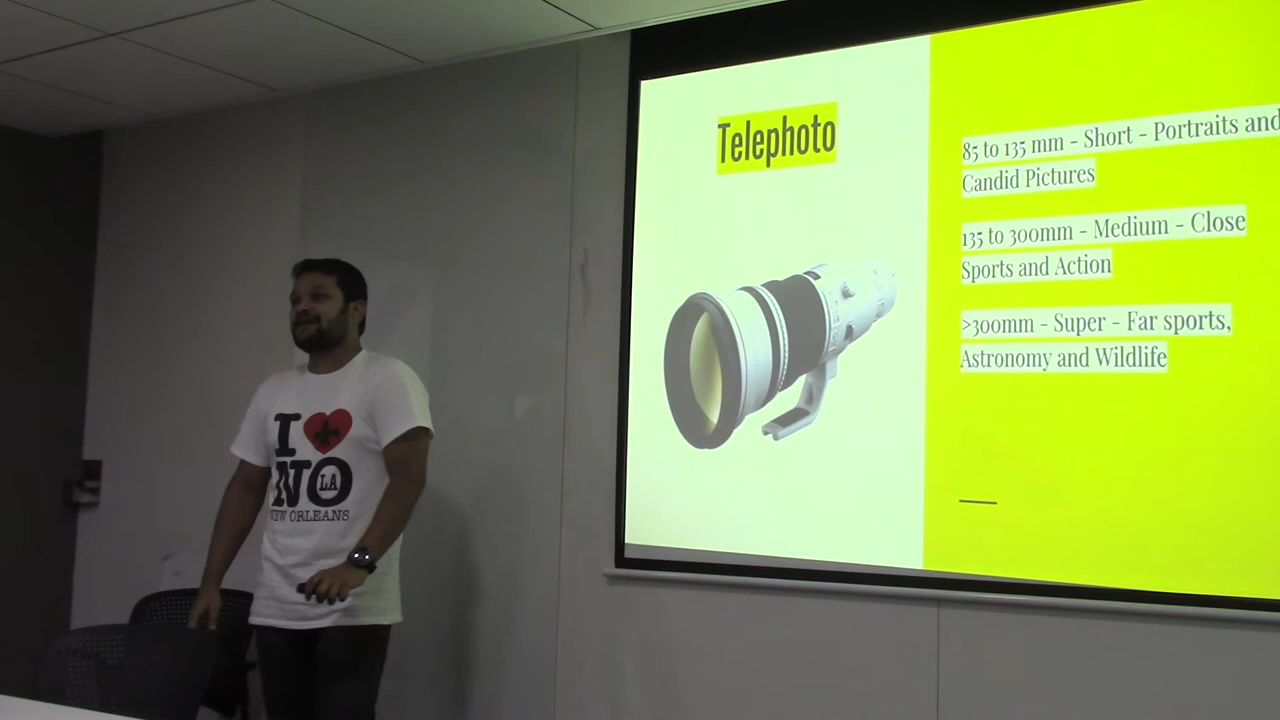 Telephoto
85 to 135 mm - Short - Portraits and
Candid Pictures
135 to 300mm - Medium - Close
Sports and Action
>300mm - Super - Far sports,
Astronomy and Wildlife
I
NO
LA
NEW ORLEANS